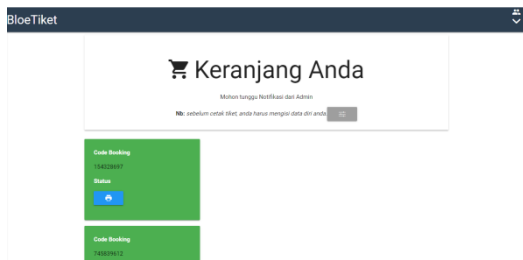 BloeTiket
Keranjang Anda
Mohon tunggu Notifikasi dari Admin
Nb: sebelum cetak tiket, anda harus mengisi data diri anda
Code Booking
154328697
Status
Code Booking
745839612